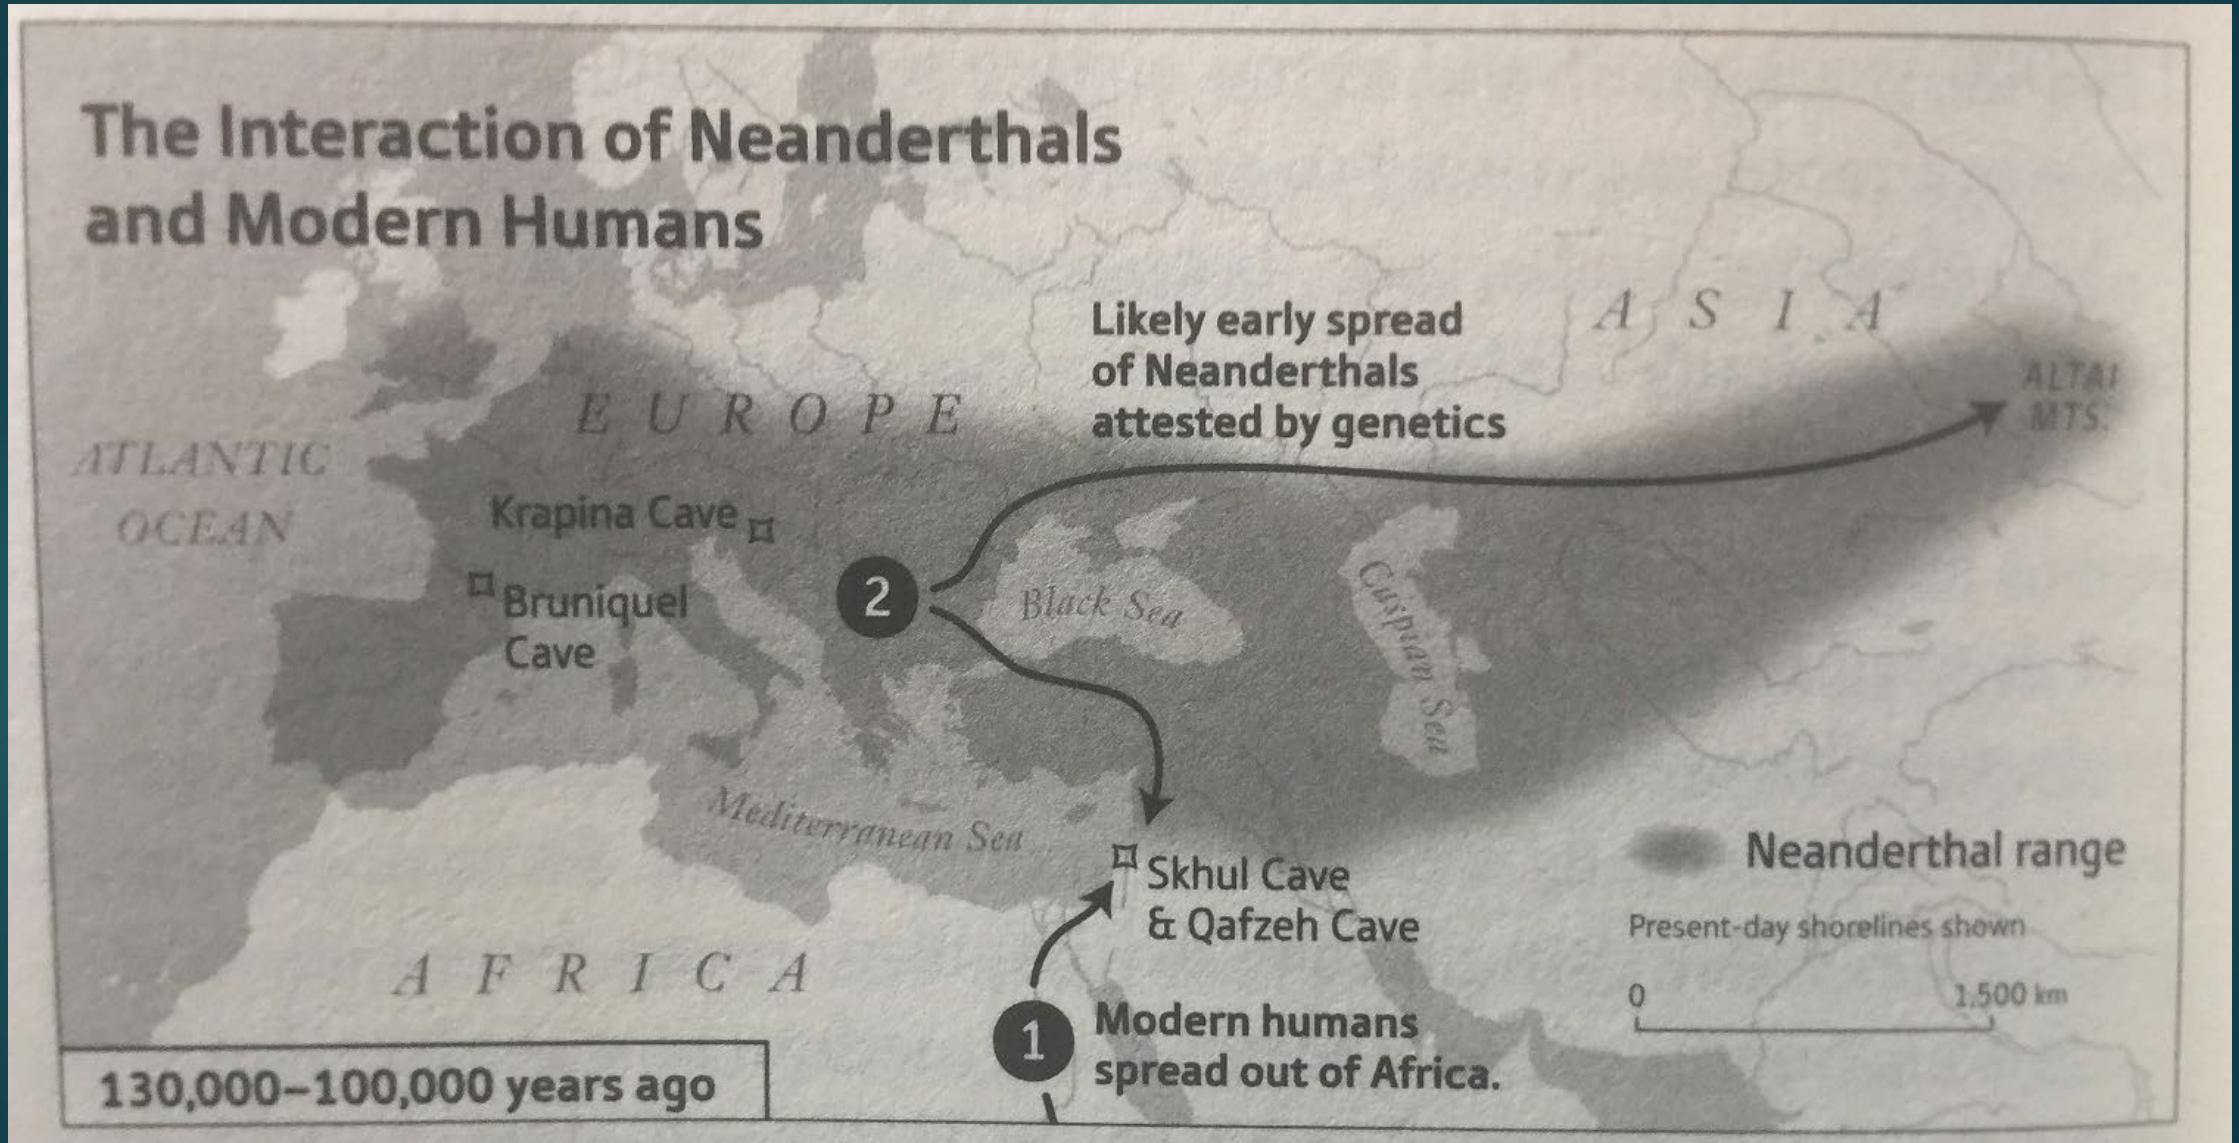 The Interaction of Neanderthals
and Modern Humans
Likely early spread
of Neanderthals
attested by genetics
A S I A
ALTAI
MTS.
E U R O P E
ATLANTIC
OCEAN
Krapina Cave
Bruniquel
Cave
2
Black Sea
Caspian Sea
Mediterranean Sea
Skhul Cave
& Qafzeh Cave
Neanderthal range
Present-day shorelines shown
0 1,500 km
A F R I C A
1
Modern humans
spread out of Africa.
130,000–100,000 years ago